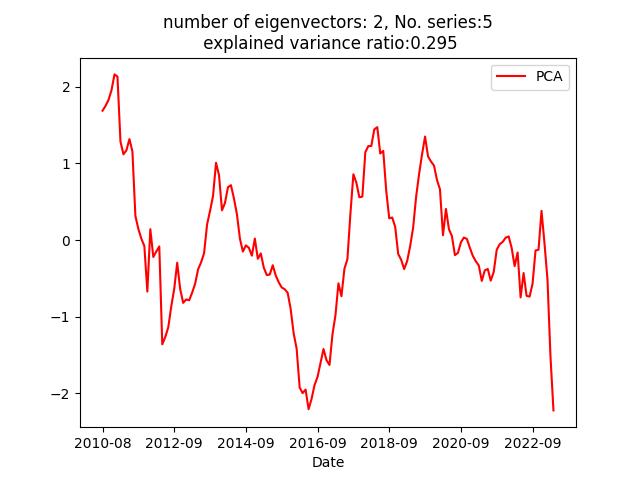 number of eigenvectors: 2, No. series:5
explained variance ratio:0.295
PCA
2
1
0
−1
−2
2010-08 2012-09 2014-09 2016-09 2018-09 2020-09 2022-09
Date